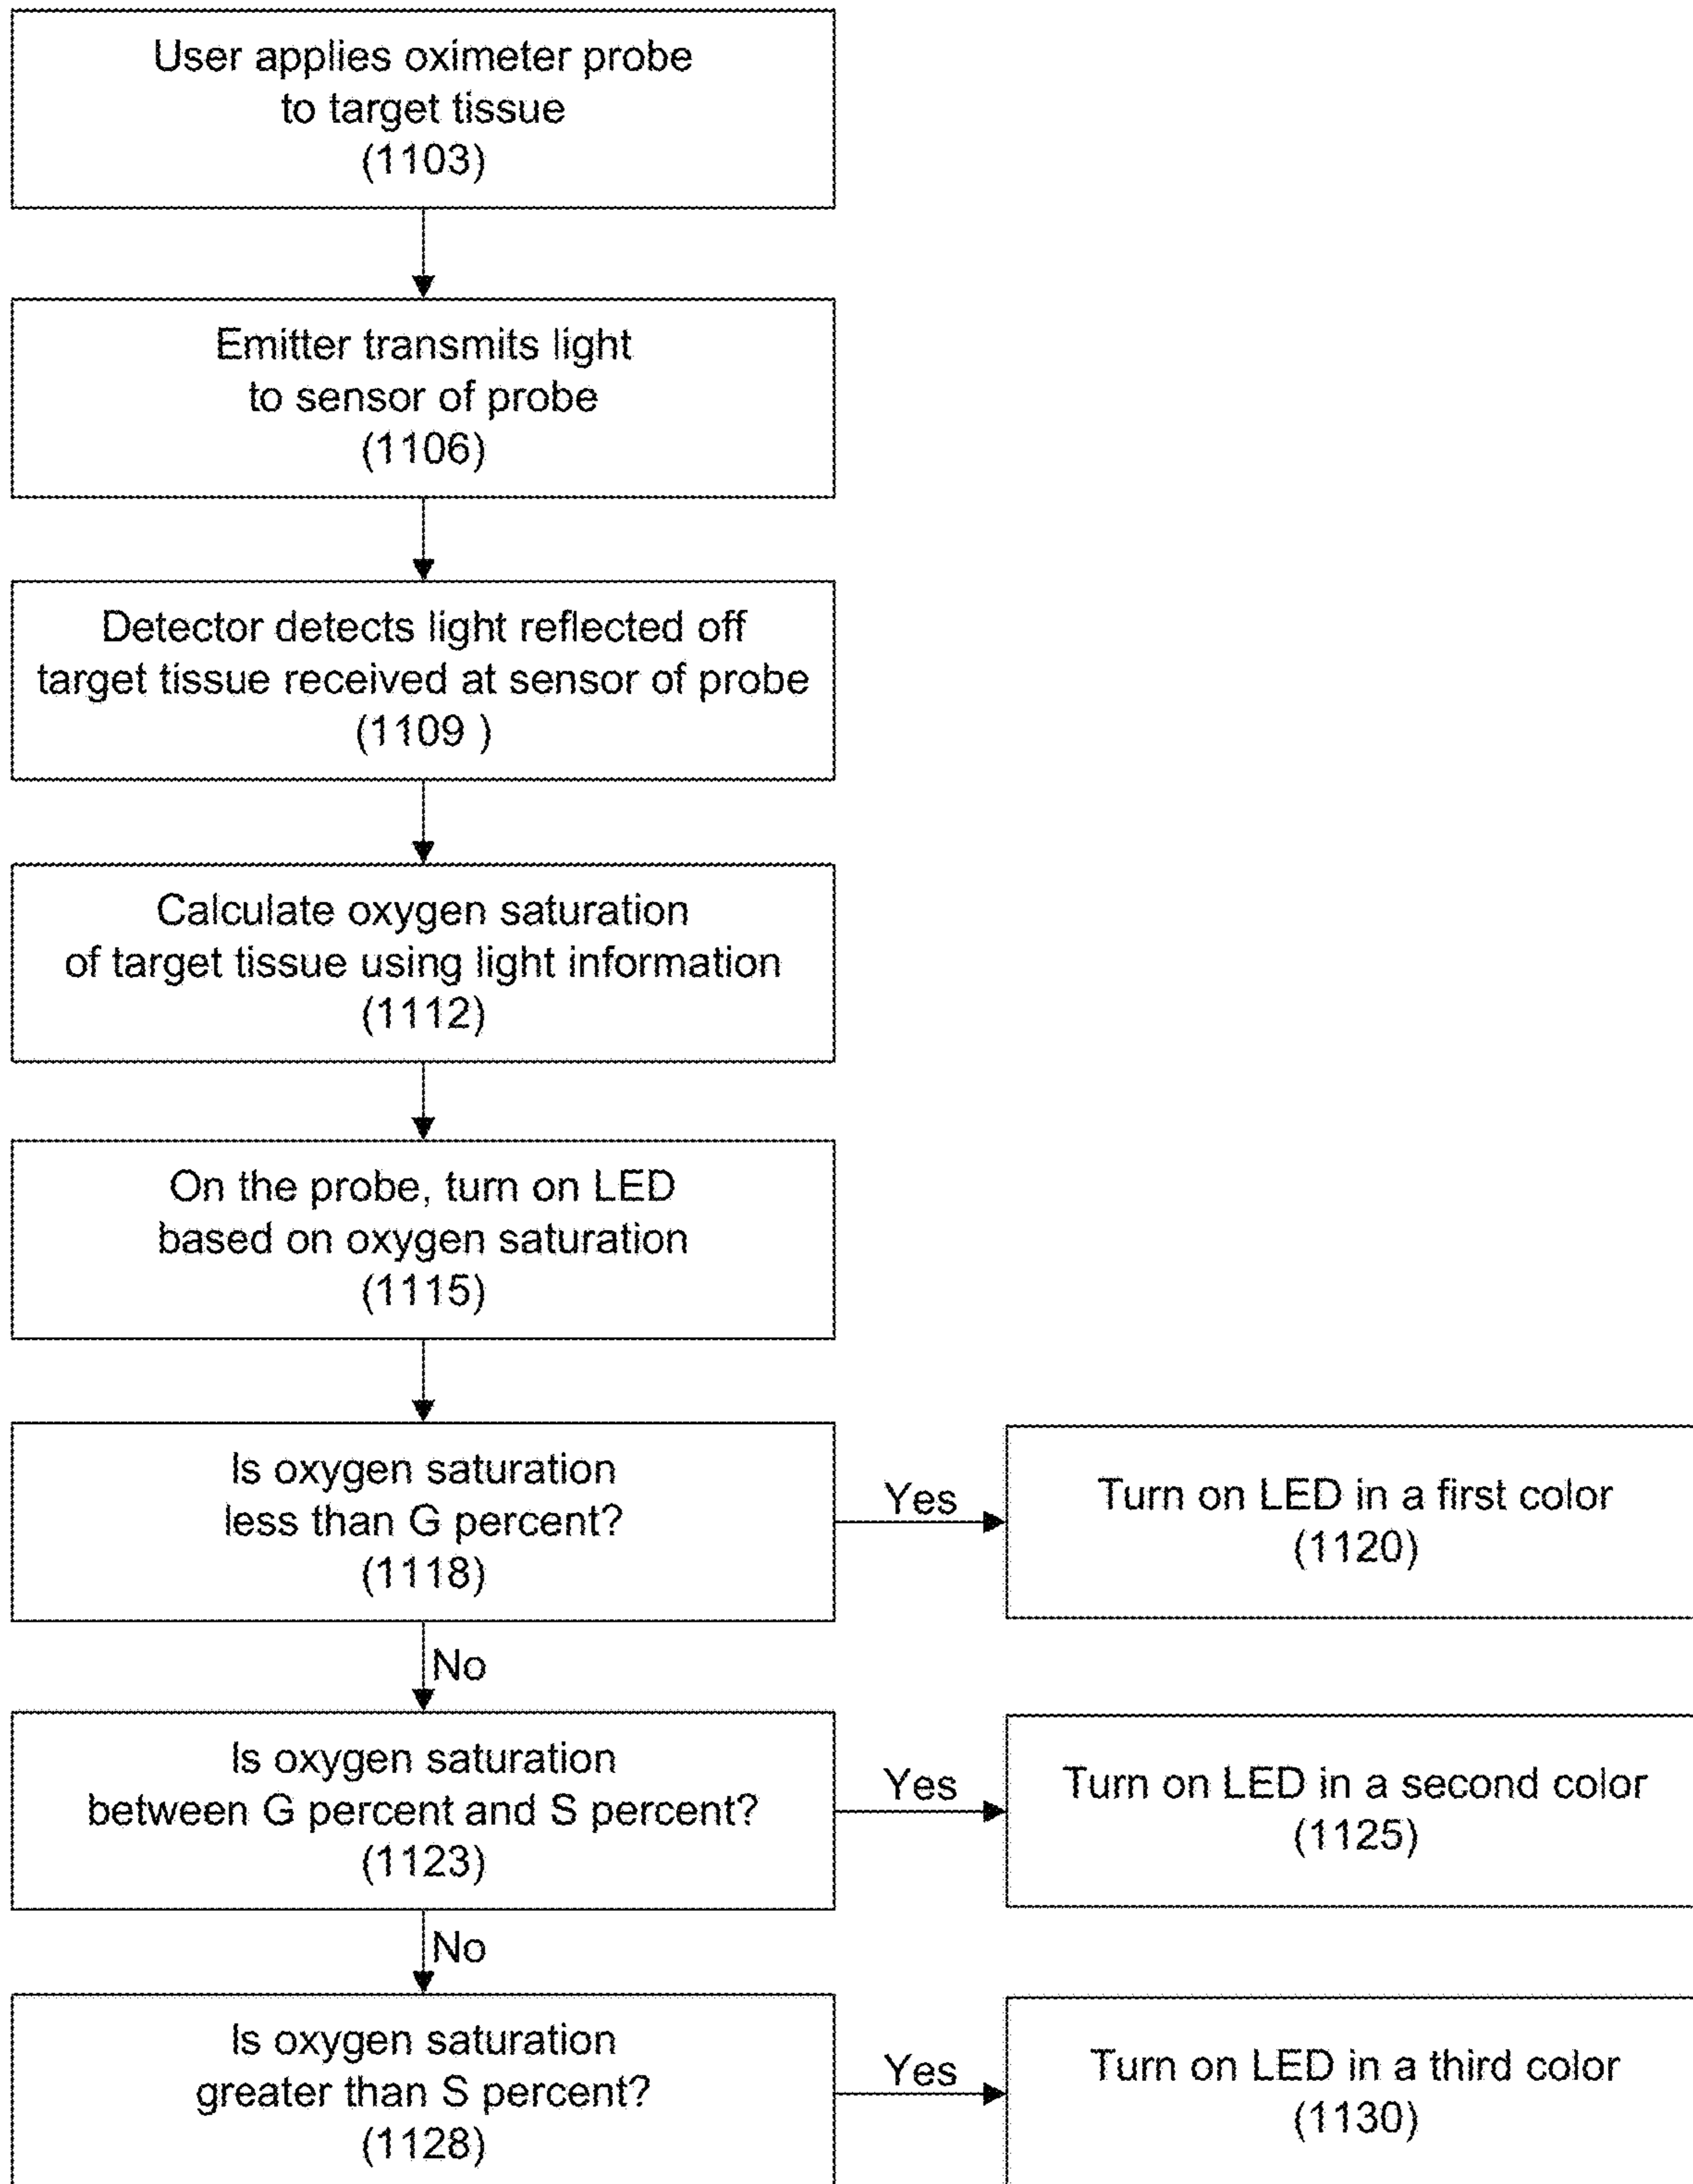 User applies oximeter probe
to target tissue
(1103)
Emitter transmits light
to sensor of probe
(1106)
Detector detects light reflected off
target tissue received at sensor of probe
(1109 )
Calculate oxygen saturation
of target tissue using light information
(1112)
On the probe, turn on LED
based on oxygen saturation
(1115)
Is oxygen saturation
less than G percent?
(1118)
Yes
Turn on LED in a first color
(1120)
No
Is oxygen saturation
between G percent and S percent?
(1123)
Yes
Turn on LED in a second color
(1125)
No
Is oxygen saturation
greater than S percent?
(1128)
Yes
Turn on LED in a third color
(1130)